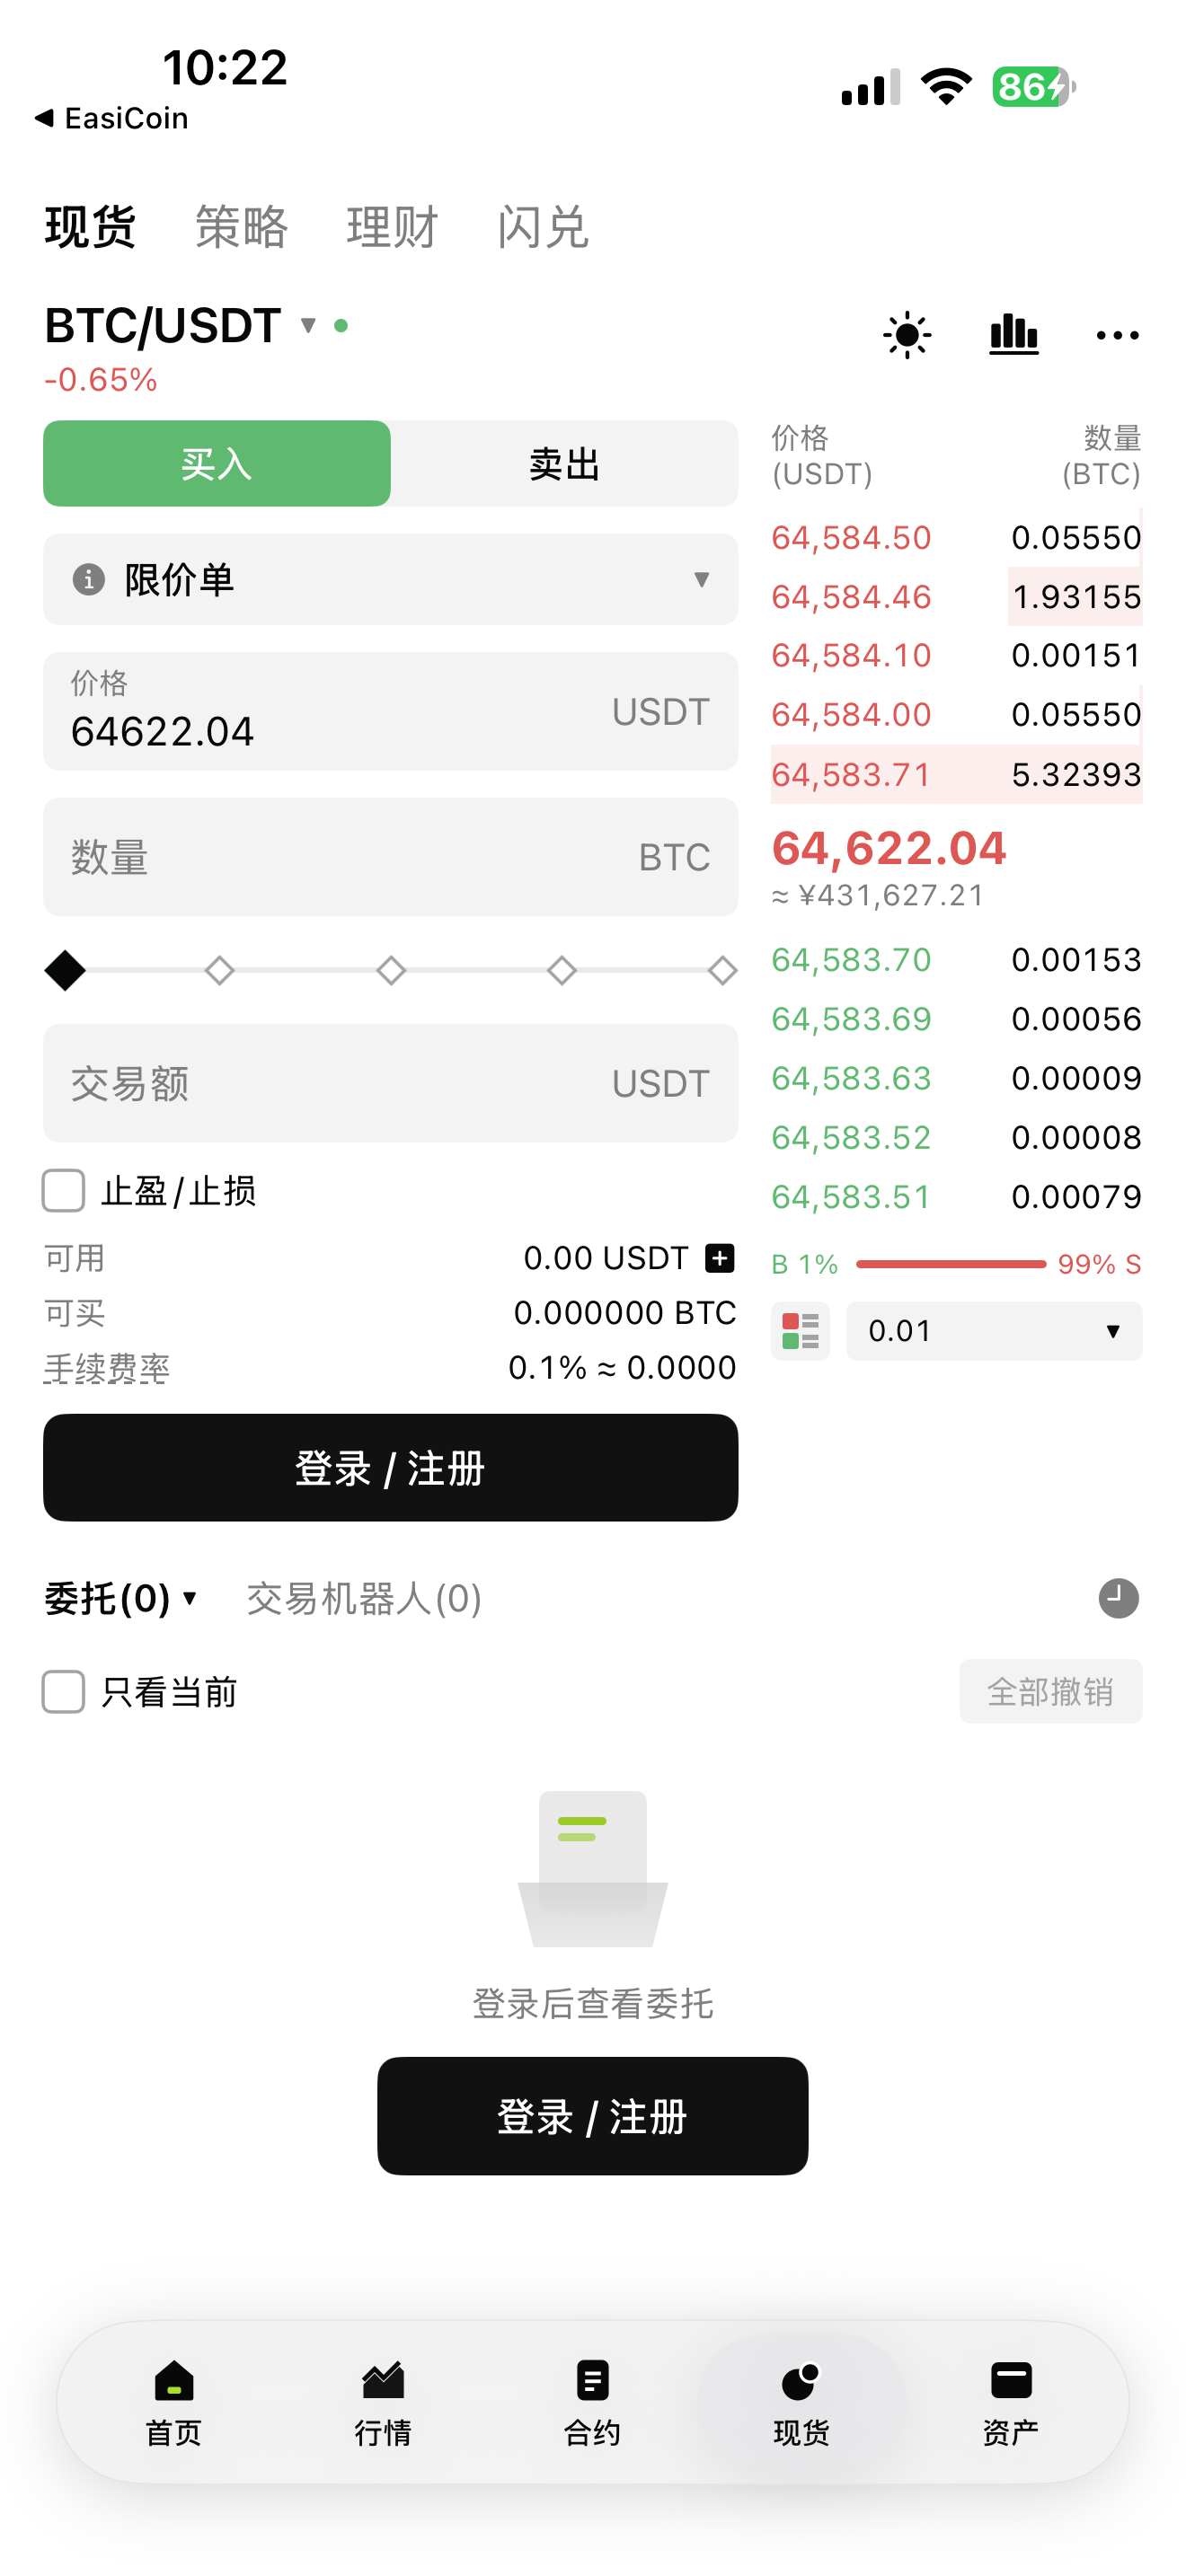 10:22
86
◀ EasiCoin
现货 策略 理财 闪兑
BTC/USDT
-0.65%
买入 卖出
限价单
价格
64622.04 USDT
数量 BTC
交易额 USDT
止盈/止损
可用 0.00 USDT
可买 0.000000 BTC
手续费率 0.1% ≈ 0.0000
登录 / 注册
价格 数量
(USDT) (BTC)
64,584.50 0.05550
64,584.46 1.93155
64,584.10 0.00151
64,584.00 0.05550
64,583.71 5.32393
64,622.04
≈ ¥431,627.21
64,583.70 0.00153
64,583.69 0.00056
64,583.63 0.00009
64,583.52 0.00008
64,583.51 0.00079
B 1% 99% S
0.01
委托(0) 交易机器人(0)
只看当前 全部撤销
登录后查看委托
登录 / 注册
首页 行情 合约 现货 资产